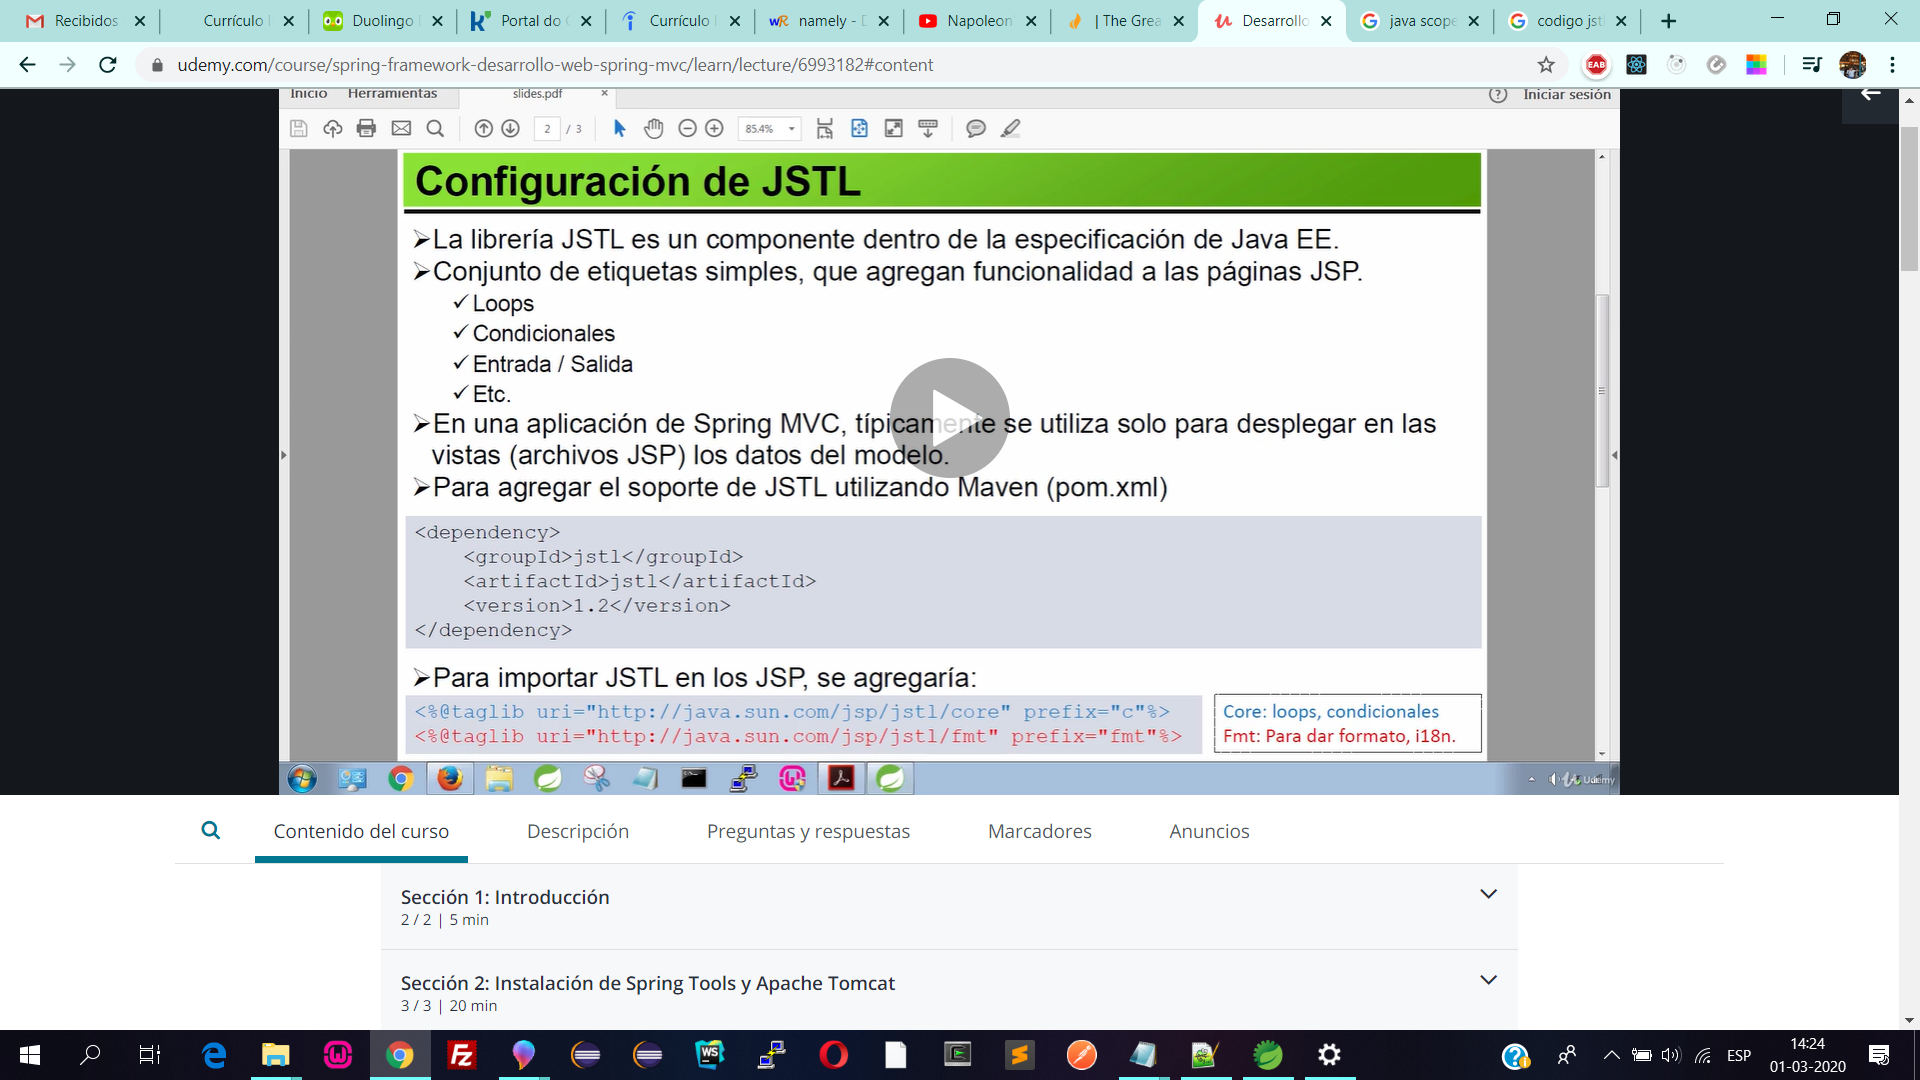 Recibidos
Currículo
Duolingo
Portal do
Currículo
namely - D
Napoleon
| The Grea
Desarrollo
java scope
codigo jst
udemy.com/course/spring-framework-desarrollo-web-spring-mvc/learn/lecture/6993182#content
EAB
Inicio Herramientas slides.pdf Iniciar sesión
2 / 3 85.4%
Configuración de JSTL
La librería JSTL es un componente dentro de la especificación de Java EE.
Conjunto de etiquetas simples, que agregan funcionalidad a las páginas JSP.
Loops
Condicionales
Entrada / Salida
Etc.
En una aplicación de Spring MVC, típicamente se utiliza solo para desplegar en las
vistas (archivos JSP) los datos del modelo.
Para agregar el soporte de JSTL utilizando Maven (pom.xml)
<dependency>
<groupId>jstl</groupId>
<artifactId>jstl</artifactId>
<version>1.2</version>
</dependency>
Para importar JSTL en los JSP, se agregaría:
<%@taglib uri="http://java.sun.com/jsp/jstl/core" prefix="c"%>
<%@taglib uri="http://java.sun.com/jsp/jstl/fmt" prefix="fmt"%>
Core: loops, condicionales
Fmt: Para dar formato, i18n.
Udemy
Contenido del curso Descripción Preguntas y respuestas Marcadores Anuncios
Sección 1: Introducción
2 / 2 | 5 min
Sección 2: Instalación de Spring Tools y Apache Tomcat
3 / 3 | 20 min
ESP
14:24
01-03-2020